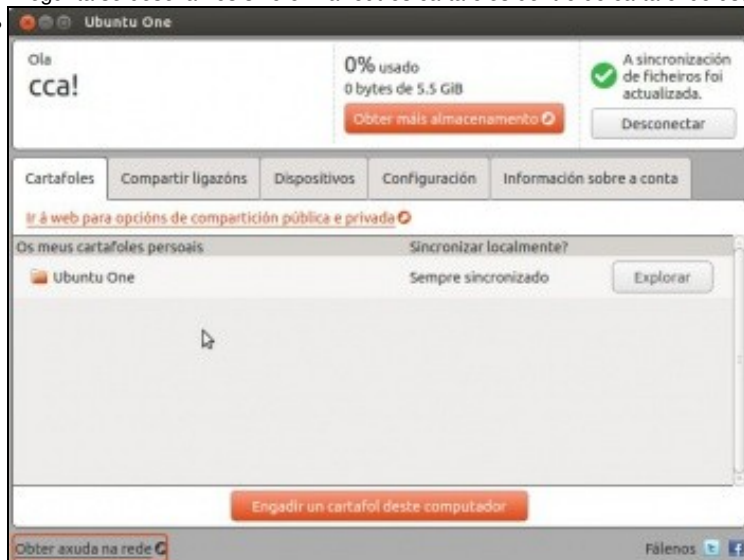 Ubuntu One
Ola
cca!
0% usado
0 bytes de 5.5 GiB
Obter máis almacenamento
A sincronización
de ficheiros foi
actualizada.
Desconectar
Cartafoles
Compartir ligazóns
Dispositivos
Configuración
Información sobre a conta
Ir á web para opcións de compartición pública e privada
Os meus cartafoles persoais
Sincronizar localmente?
Ubuntu One
Sempre sincronizado
Explorar
Engadir un cartafol deste computador
Obter axuda na rede
Fálenos